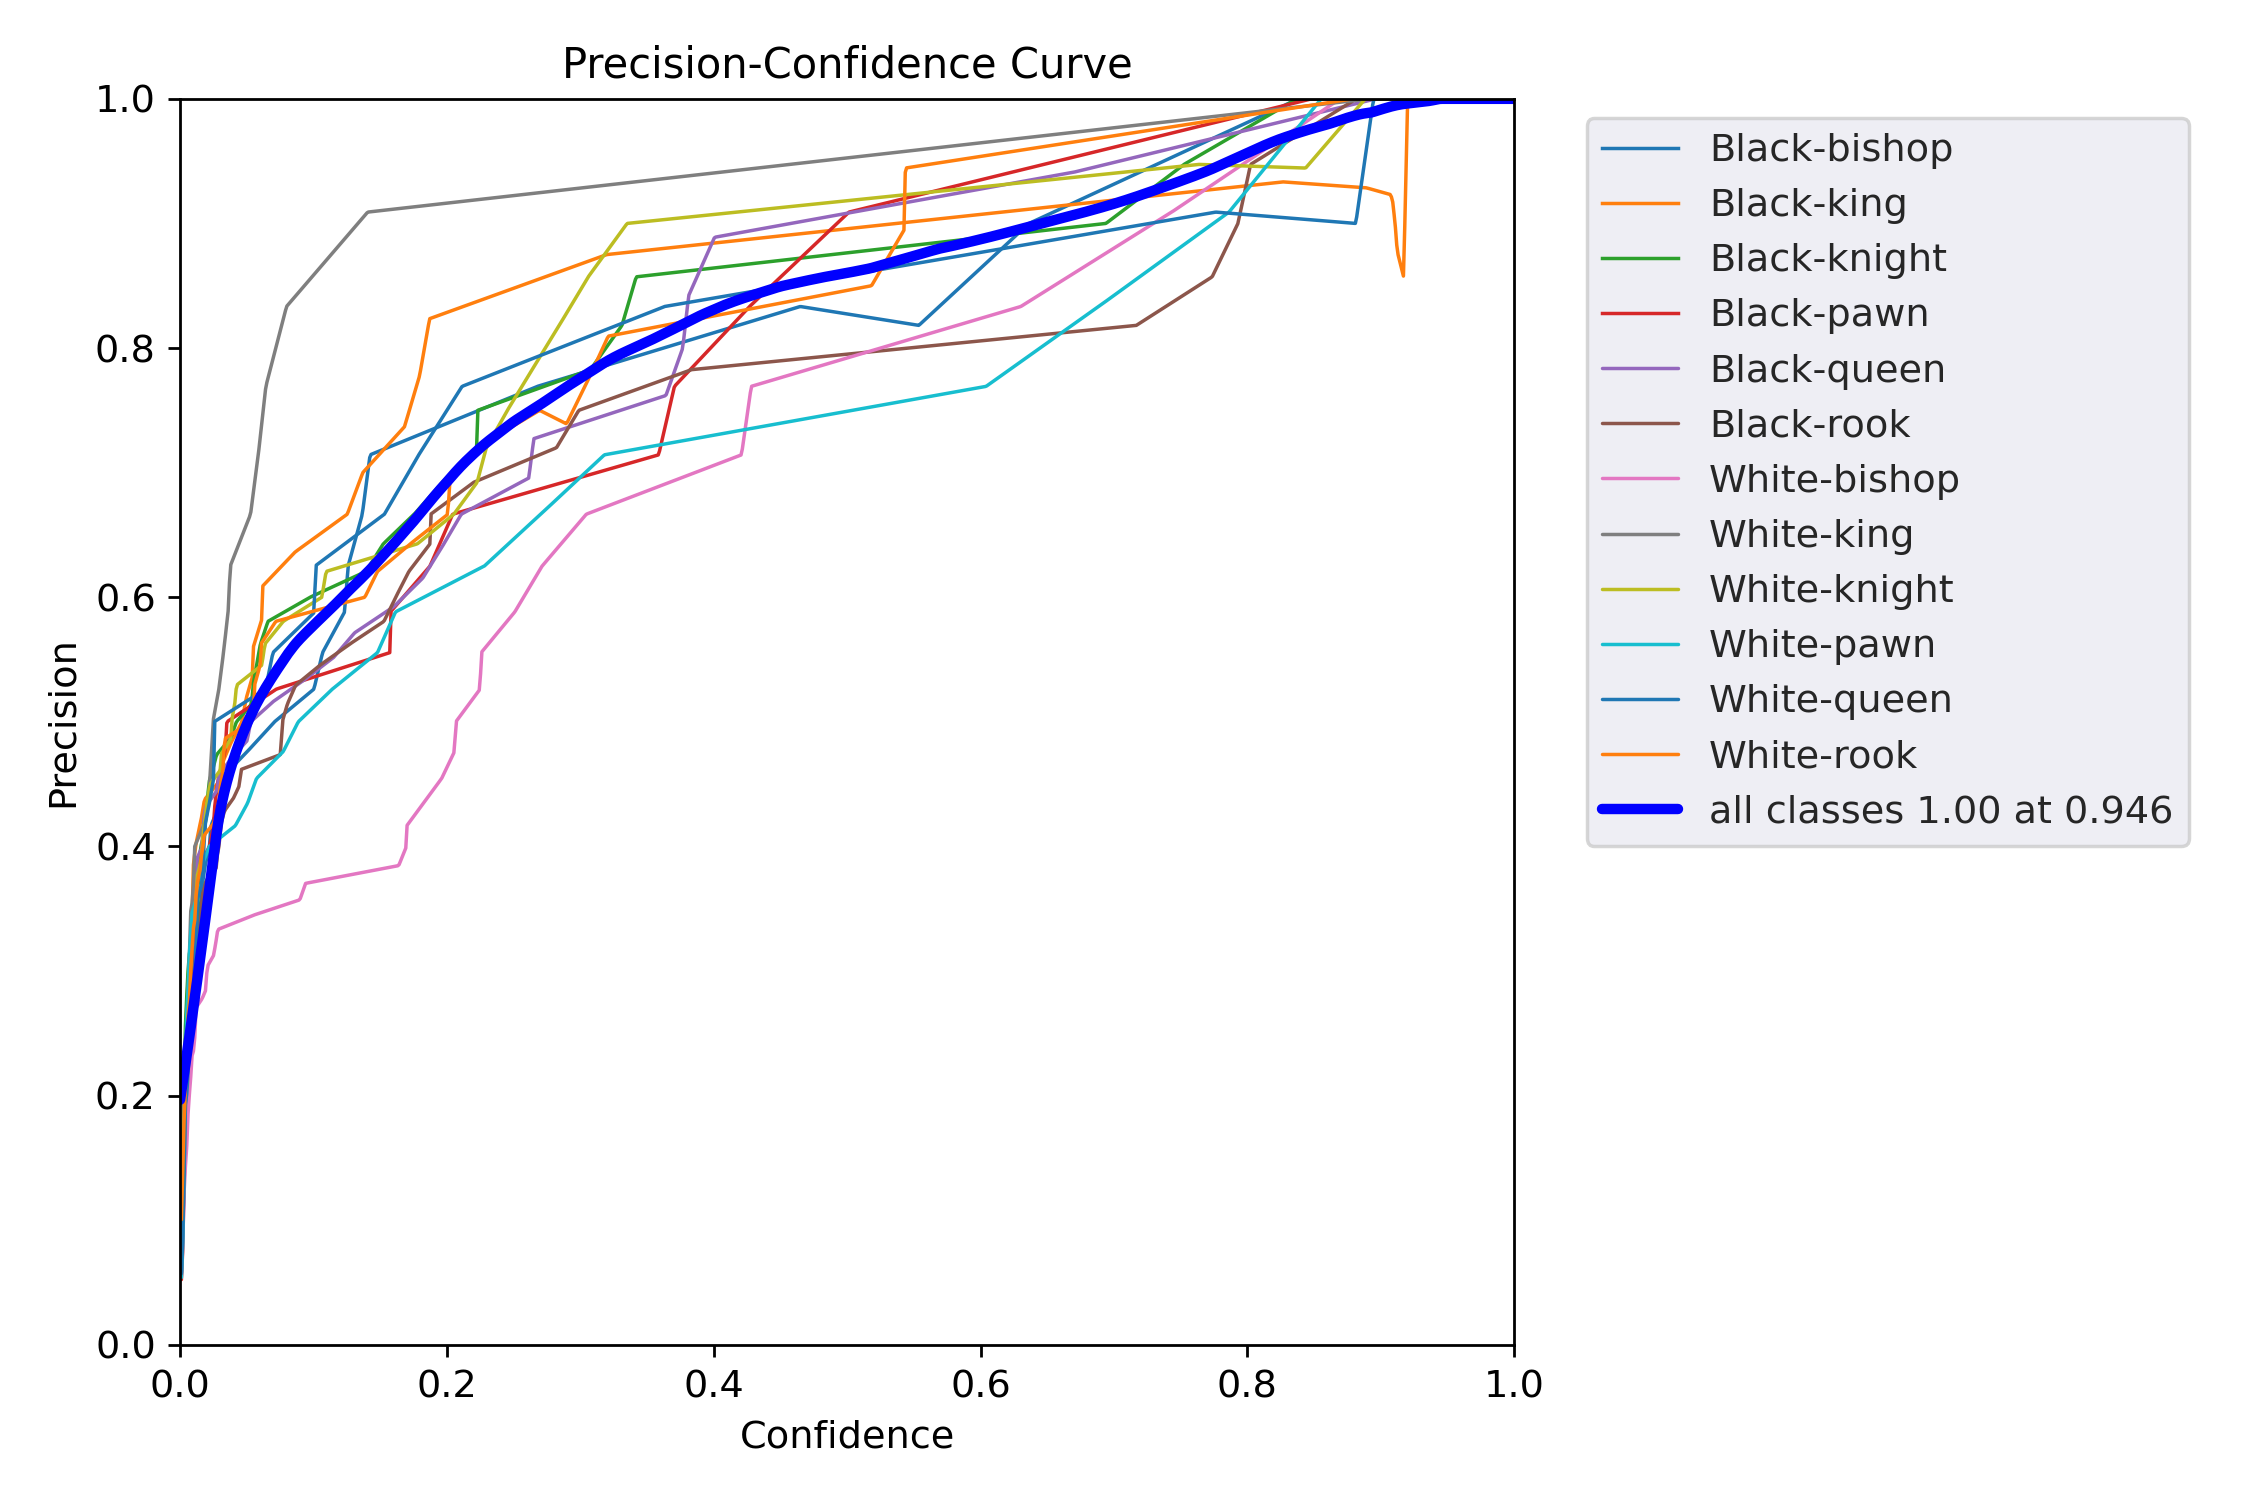 Precision-Confidence Curve
1.0
0.8
0.6
0.4
0.2
0.0
Precision
0.0 0.2 0.4 0.6 0.8 1.0
Confidence
Black-bishop
Black-king
Black-knight
Black-pawn
Black-queen
Black-rook
White-bishop
White-king
White-knight
White-pawn
White-queen
White-rook
all classes 1.00 at 0.946